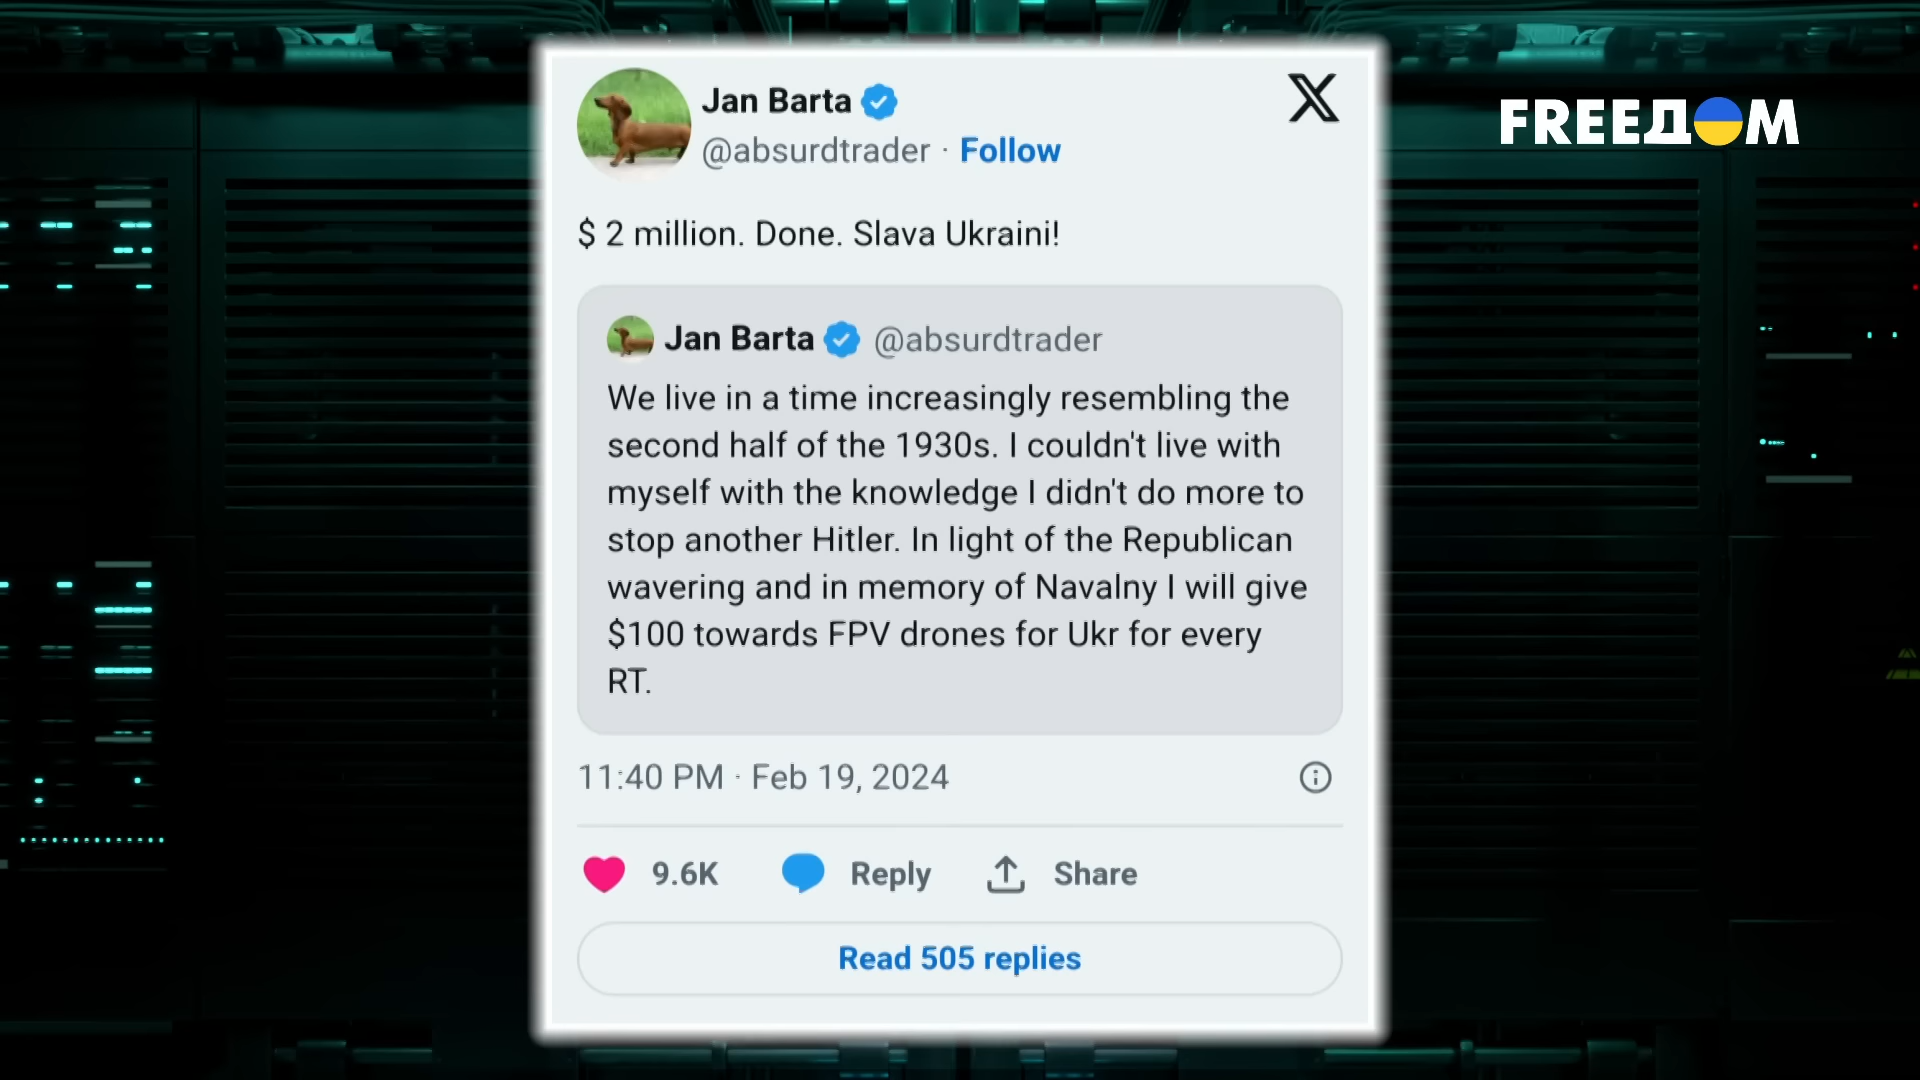 Jan Barta
@absurdtrader · Follow
FREEДOM
$ 2 million. Done. Slava Ukraini!
Jan Barta @absurdtrader
We live in a time increasingly resembling the
second half of the 1930s. I couldn't live with
myself with the knowledge I didn't do more to
stop another Hitler. In light of the Republican
wavering and in memory of Navalny I will give
$100 towards FPV drones for Ukr for every
RT.
11:40 PM · Feb 19, 2024
9.6K Reply Share
Read 505 replies